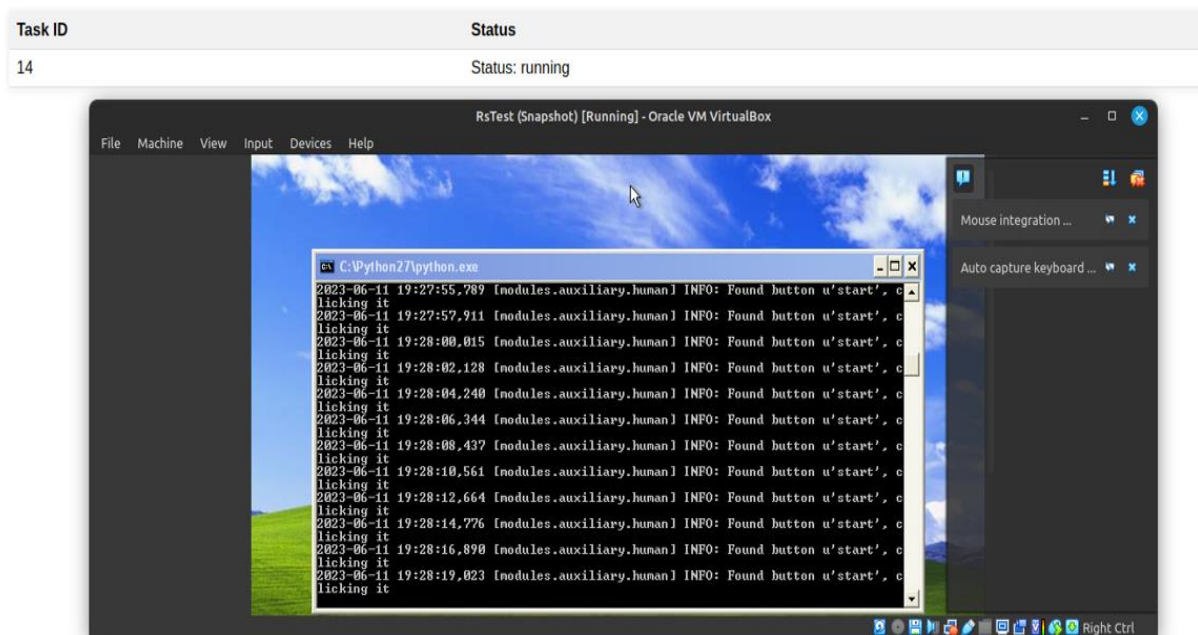 Task ID Status
14 Status: running
RsTest (Snapshot) [Running] - Oracle VM VirtualBox
File Machine View Input Devices Help
Mouse integration ...
Auto capture keyboard ...
C:\Python27\python.exe
2023-06-11 19:27:55,789 [modules.auxiliary.human] INFO: Found button u'start', c
licking it
2023-06-11 19:27:57,911 [modules.auxiliary.human] INFO: Found button u'start', c
licking it
2023-06-11 19:28:00,015 [modules.auxiliary.human] INFO: Found button u'start', c
licking it
2023-06-11 19:28:02,128 [modules.auxiliary.human] INFO: Found button u'start', c
licking it
2023-06-11 19:28:04,240 [modules.auxiliary.human] INFO: Found button u'start', c
licking it
2023-06-11 19:28:06,344 [modules.auxiliary.human] INFO: Found button u'start', c
licking it
2023-06-11 19:28:08,437 [modules.auxiliary.human] INFO: Found button u'start', c
licking it
2023-06-11 19:28:10,561 [modules.auxiliary.human] INFO: Found button u'start', c
licking it
2023-06-11 19:28:12,664 [modules.auxiliary.human] INFO: Found button u'start', c
licking it
2023-06-11 19:28:14,776 [modules.auxiliary.human] INFO: Found button u'start', c
licking it
2023-06-11 19:28:16,890 [modules.auxiliary.human] INFO: Found button u'start', c
licking it
2023-06-11 19:28:19,023 [modules.auxiliary.human] INFO: Found button u'start', c
licking it
Right Ctrl